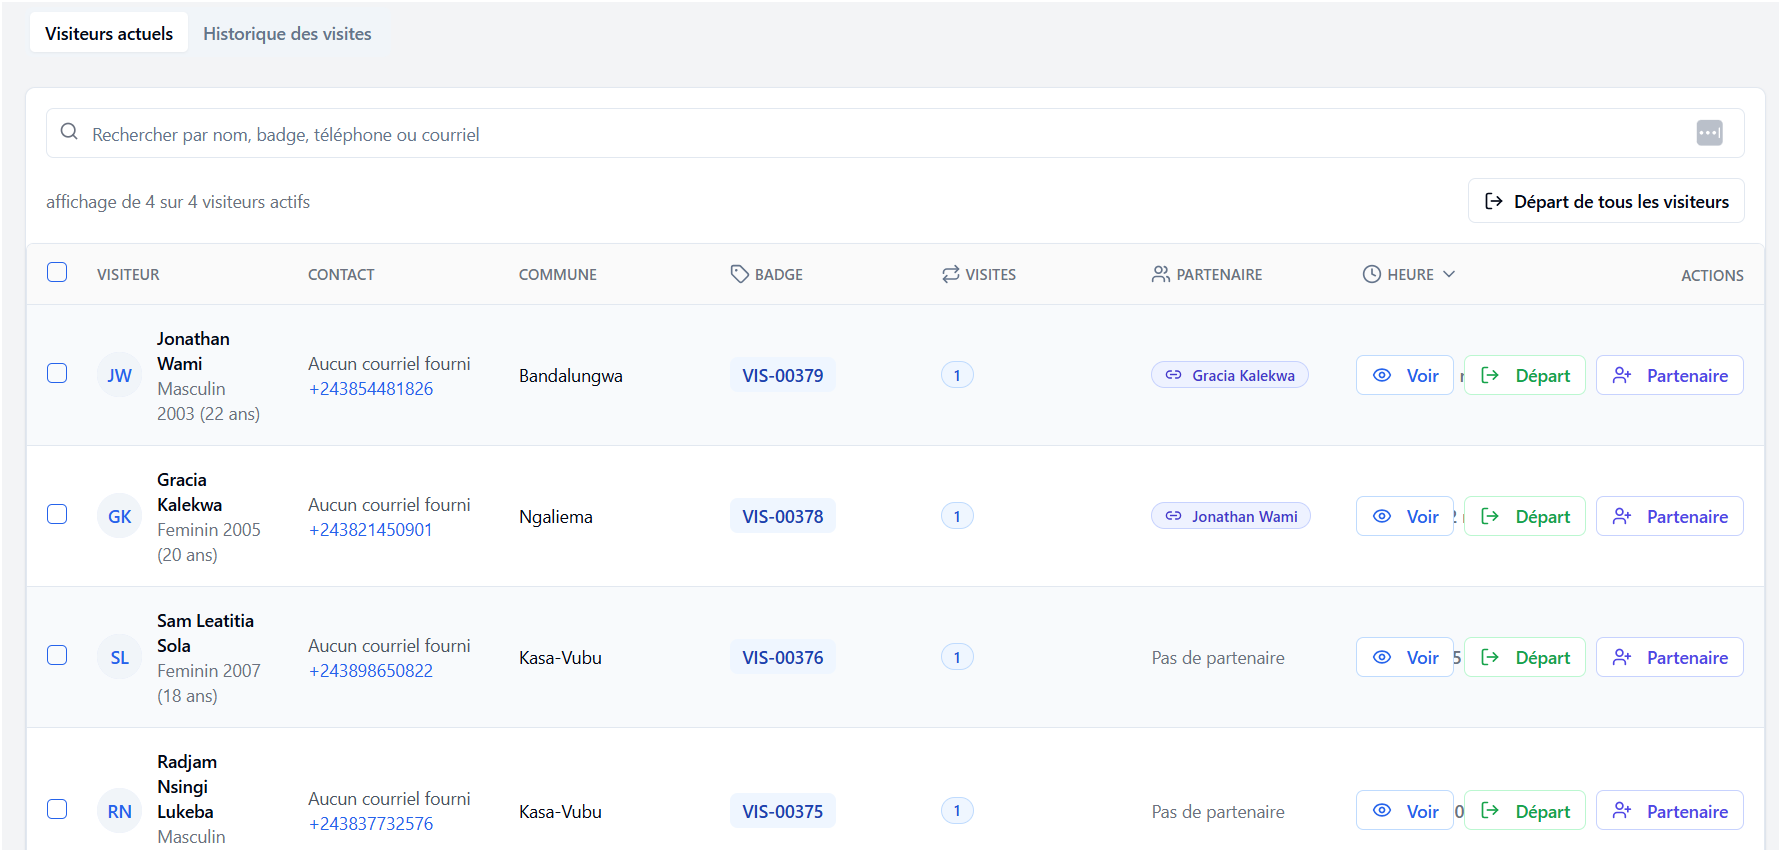 Visiteurs actuels Historique des visites
Rechercher par nom, badge, téléphone ou courriel
affichage de 4 sur 4 visiteurs actifs
Départ de tous les visiteurs
VISITEUR CONTACT COMMUNE BADGE VISITES PARTENAIRE HEURE ACTIONS
JW
Jonathan
Wami
Masculin
2003 (22 ans)
Aucun courriel fourni
+243854481826
Bandalungwa
VIS-00379
1
Gracia Kalekwa
Voir
Départ
Partenaire
GK
Gracia
Kalekwa
Feminin 2005
(20 ans)
Aucun courriel fourni
+243821450901
Ngaliema
VIS-00378
1
Jonathan Wami
Voir
Départ
Partenaire
SL
Sam Leatitia
Sola
Feminin 2007
(18 ans)
Aucun courriel fourni
+243898650822
Kasa-Vubu
VIS-00376
1
Pas de partenaire
Voir
5
Départ
Partenaire
RN
Radjam
Nsingi
Lukeba
Masculin
Aucun courriel fourni
+243837732576
Kasa-Vubu
VIS-00375
1
Pas de partenaire
Voir
0
Départ
Partenaire